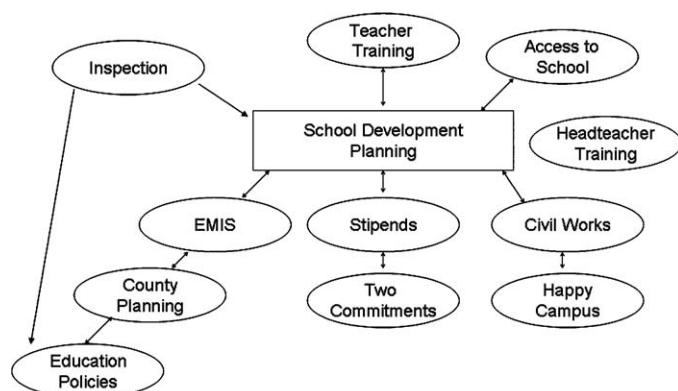 Teacher
Training
Access to
School
Inspection
School Development
Planning
Headteacher
Training
EMIS
Stipends
Civil Works
County
Planning
Two
Commitments
Happy
Campus
Education
Policies